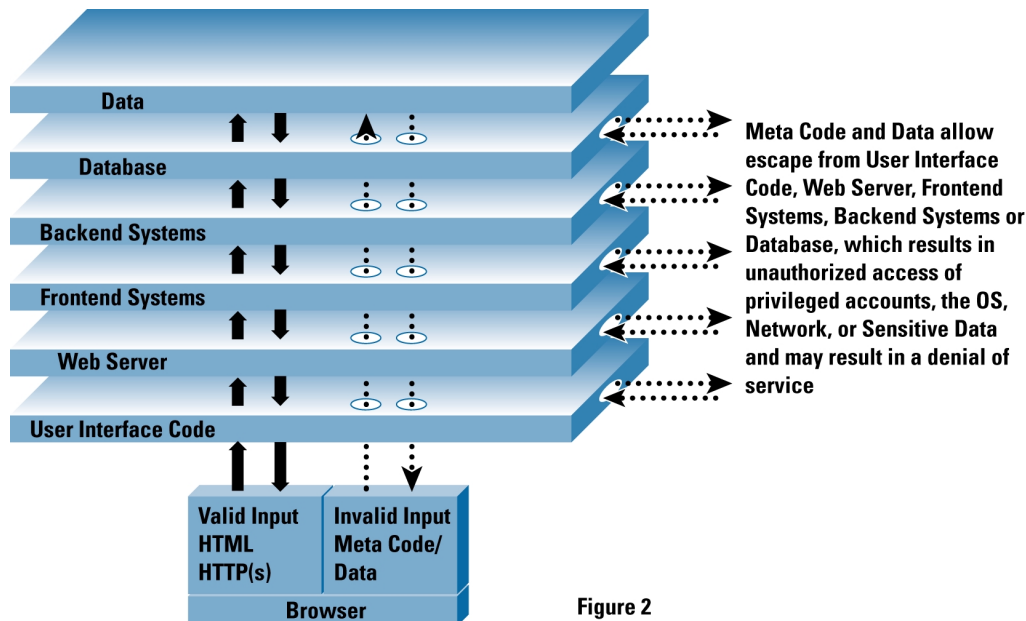 Data
Database
Backend Systems
Frontend Systems
Web Server
User Interface Code
Meta Code and Data allow
escape from User Interface
Code, Web Server, Frontend
Systems, Backend Systems or
Database, which results in
unauthorized access of
privileged accounts, the OS,
Network, or Sensitive Data
and may result in a denial of
service
Valid Input
HTML
HTTP(s)
Invalid Input
Meta Code/
Data
Browser
Figure 2